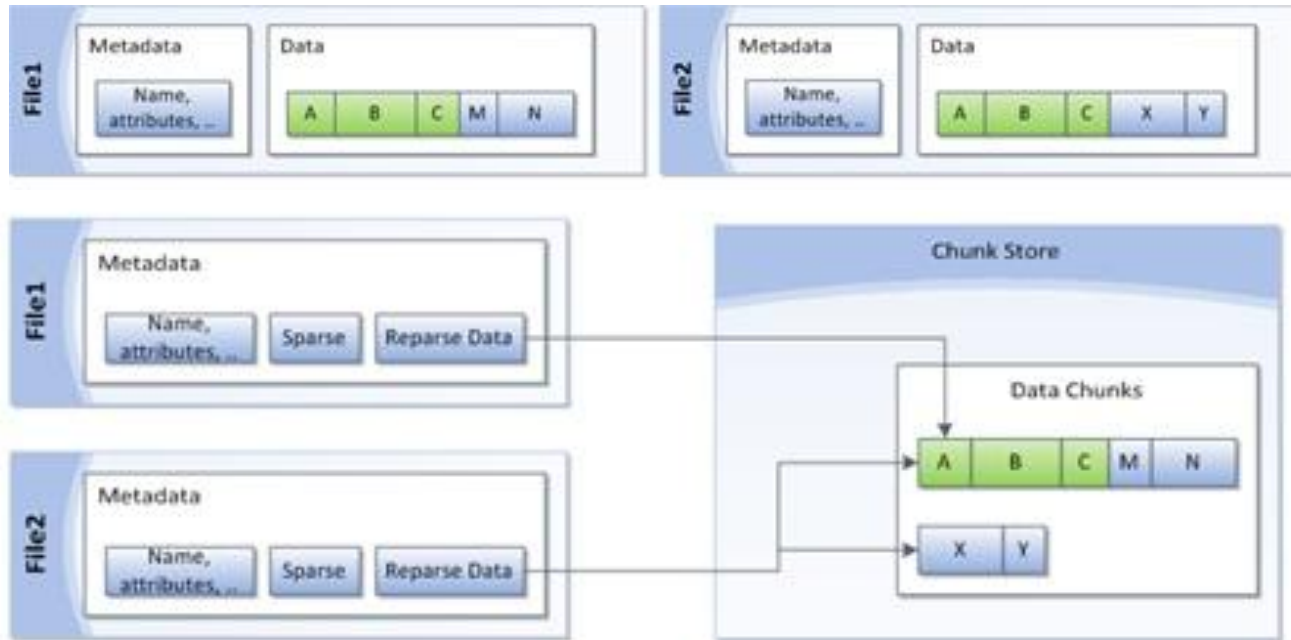 File1
Metadata
Name,
attributes, ..
Data
A B C M N
File2
Metadata
Name,
attributes, ..
Data
A B C X Y
File1
Metadata
Name,
attributes, ..
Sparse
Reparse Data
File2
Metadata
Name,
attributes, ..
Sparse
Reparse Data
Chunk Store
Data Chunks
A B C M N
X Y